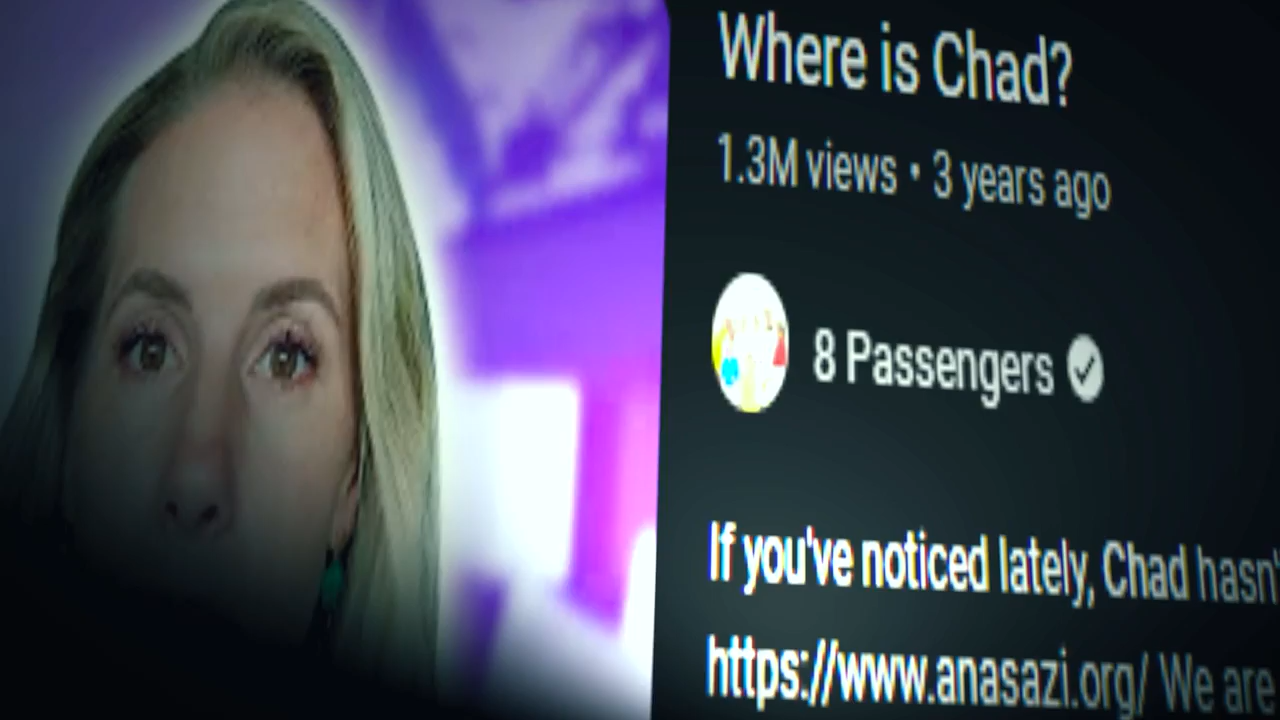 Where is Chad?
1.3M views • 3 years ago
8 Passengers
If you've noticed lately, Chad hasn'
https://www.anasazi.org/ We are